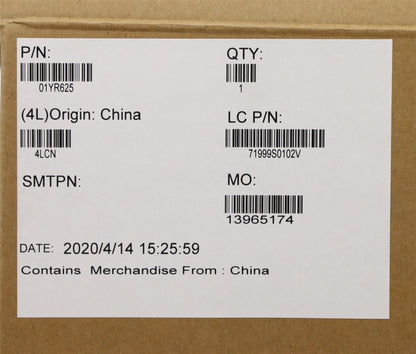 P/N:
QTY:
01YR625
1
(4L)Origin: China
LC P/N:
4LCN
71999S0102V
SMTPN:
MO:
13965174
DATE: 2020/4/14 15:25:59
Contains Merchandise From : China